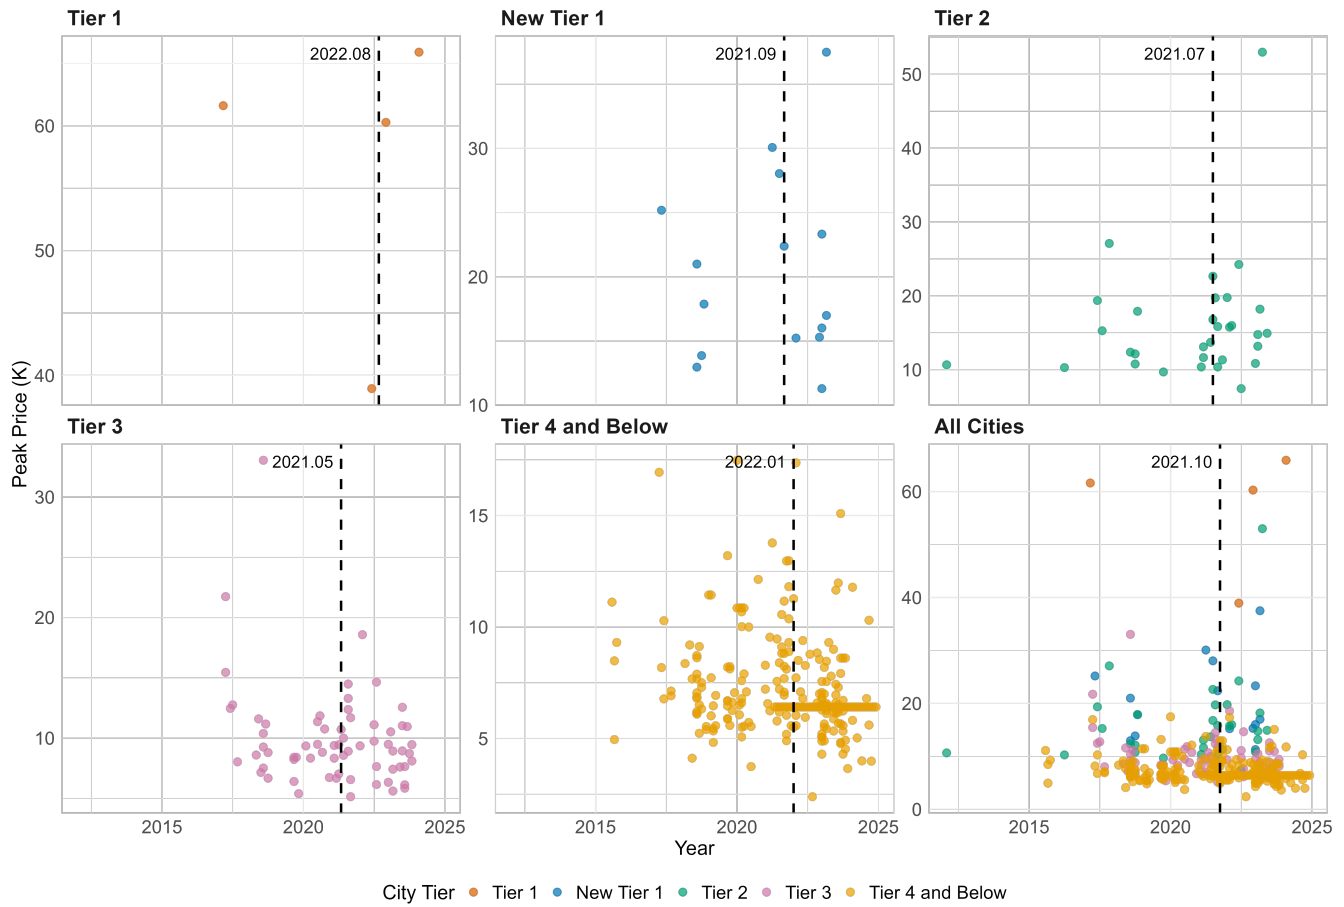 Tier 1
New Tier 1
Tier 2
2022.08
2021.09
2021.07
60
50
40
30
20
10
50
40
30
20
10
Peak Price (K)
Tier 3
Tier 4 and Below
All Cities
2021.05
2022.01
2021.10
30
20
10
15
10
5
60
40
20
0
2015 2020 2025
2015 2020 2025
2015 2020 2025
Year
City Tier Tier 1 New Tier 1 Tier 2 Tier 3 Tier 4 and Below